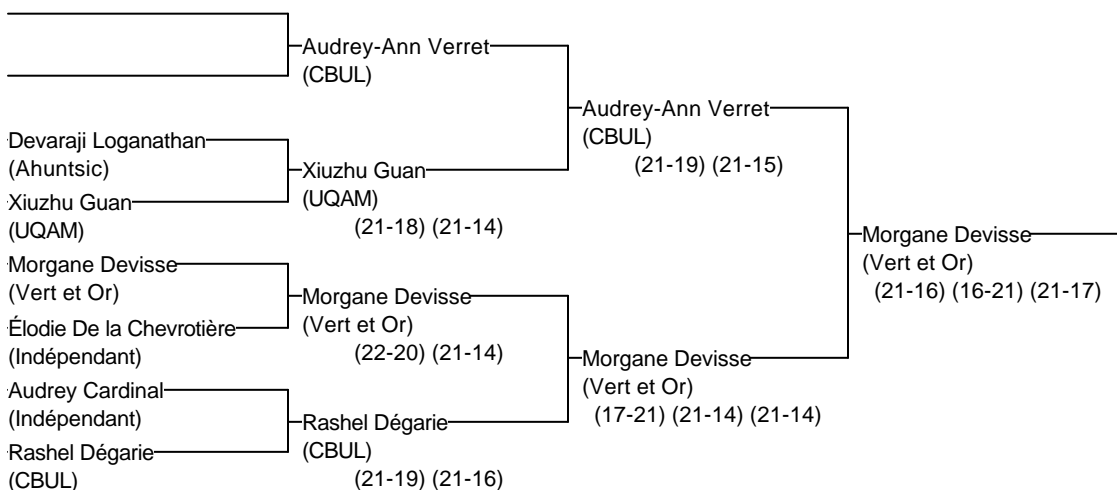 Audrey-Ann Verret
(CBUL)
Audrey-Ann Verret
(CBUL)
(21-19) (21-15)
Devaraji Loganathan
(Ahuntsic)
Xiuzhu Guan
(UQAM)
(21-18) (21-14)
Xiuzhu Guan
(UQAM)
Morgane Devisse
(Vert et Or)
(21-16) (16-21) (21-17)
Morgane Devisse
(Vert et Or)
Morgane Devisse
(Vert et Or)
(22-20) (21-14)
Élodie De la Chevrotière
(Indépendant)
Morgane Devisse
(Vert et Or)
(17-21) (21-14) (21-14)
Audrey Cardinal
(Indépendant)
Rashel Dégarie
(CBUL)
(21-19) (21-16)
Rashel Dégarie
(CBUL)